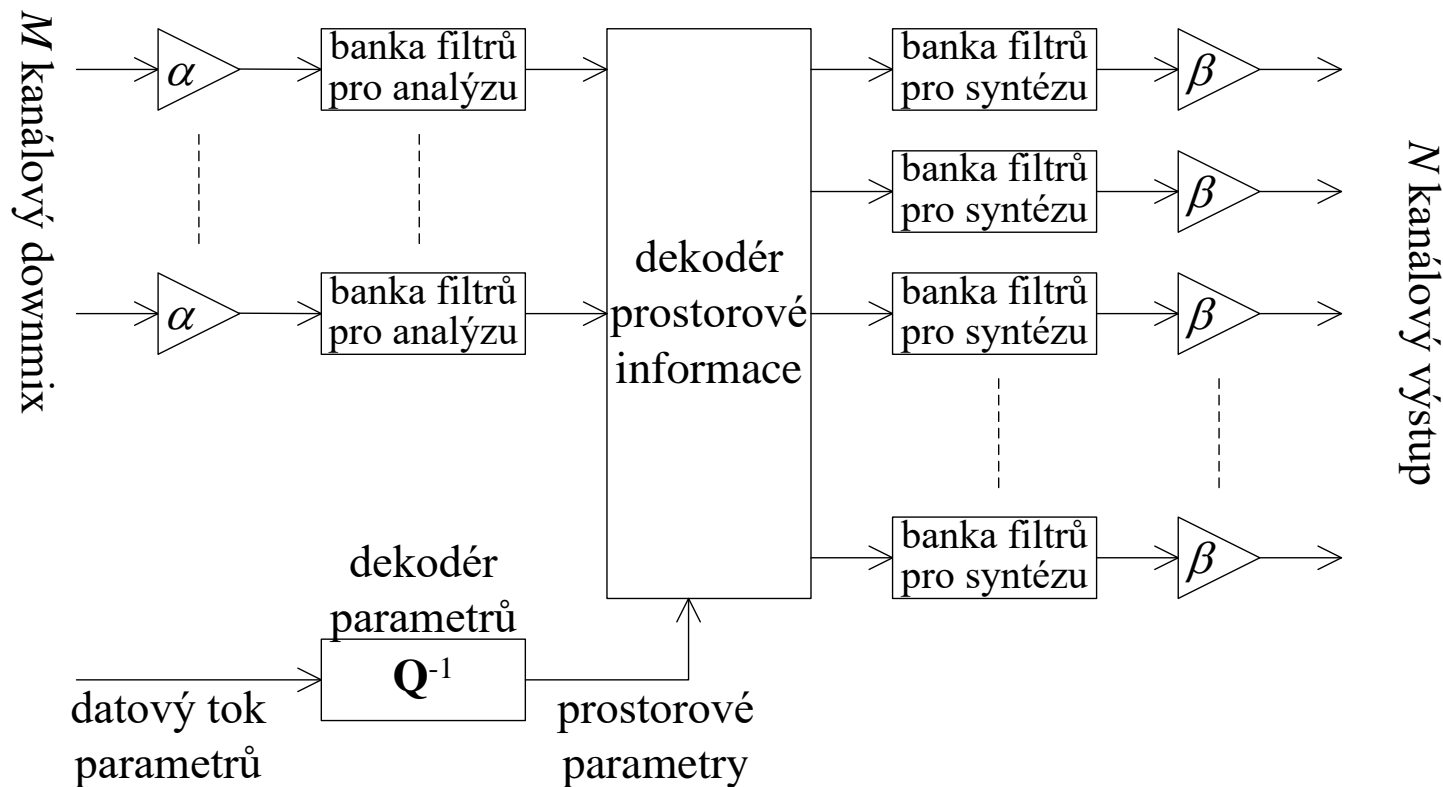 M kanálový downmix
α
banka filtrů
pro analýzu
α
banka filtrů
pro analýzu
dekodér
prostorové
informace
banka filtrů
pro syntézu
β
banka filtrů
pro syntézu
β
banka filtrů
pro syntézu
β
banka filtrů
pro syntézu
β
N kanálový výstup
dekodér
parametrů
Q⁻¹
datový tok
parametrů
prostorové
parametry